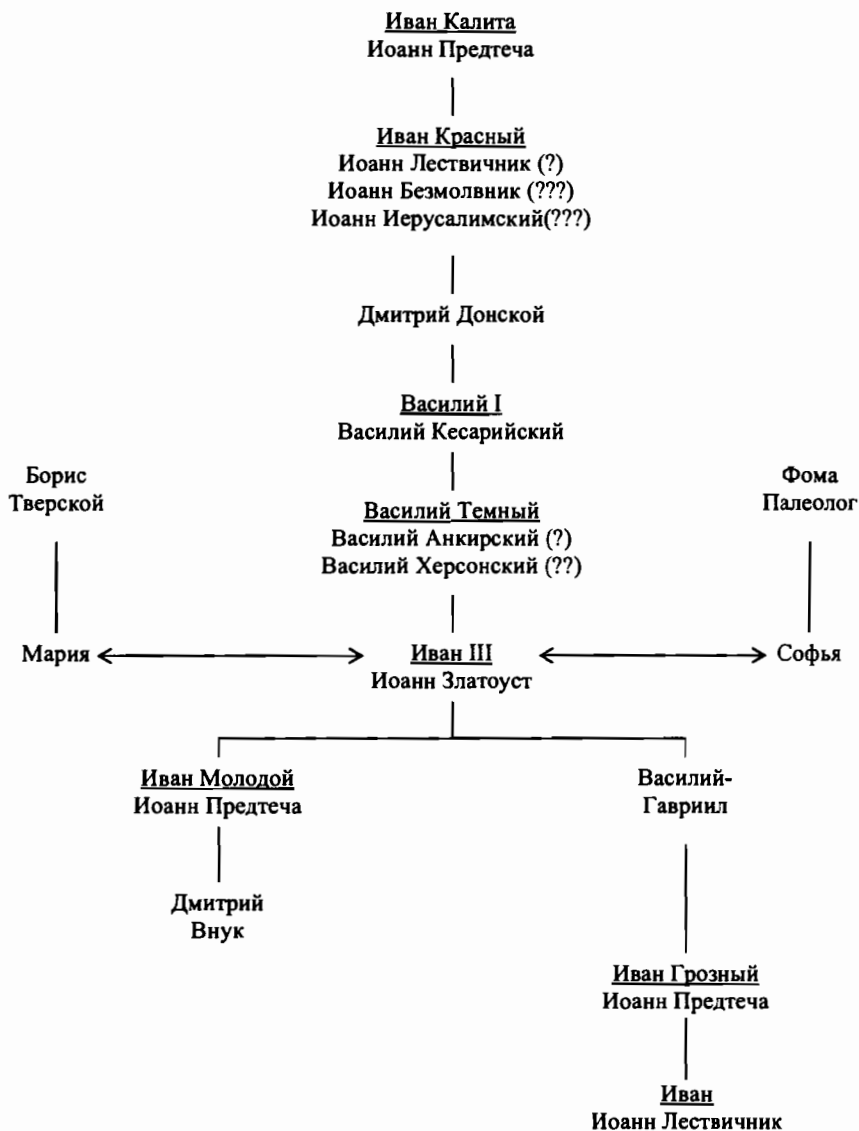 Иван Калита
Иоанн Предтеча
Иван Красный
Иоанн Лествичник (?)
Иоанн Безмолвник (???)
Иоанн Иерусалимский(???)
Дмитрий Донской
Василий I
Василий Кесарийский
Борис
Тверской
Василий Темный
Василий Анкирский (?)
Василий Херсонский (??)
Фома
Палеолог
Мария
Иван III
Иоанн Златоуст
Софья
Иван Молодой
Иоанн Предтеча
Василий-
Гавриил
Дмитрий
Внук
Иван Грозный
Иоанн Предтеча
Иван
Иоанн Лествичник